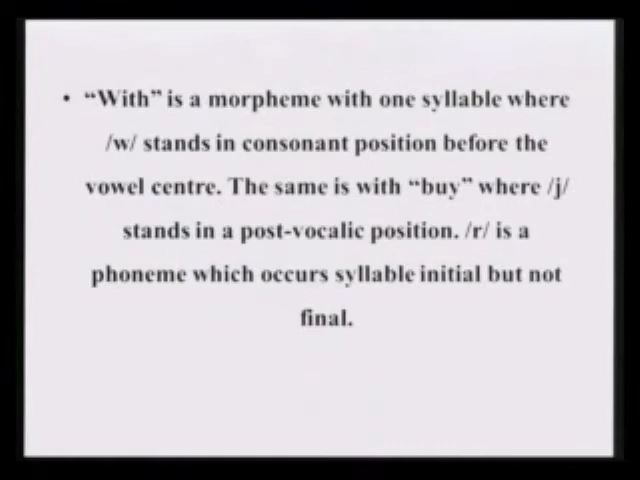 • “With” is a morpheme with one syllable where
/w/ stands in consonant position before the
vowel centre. The same is with “buy” where /j/
stands in a post-vocalic position. /r/ is a
phoneme which occurs syllable initial but not
final.